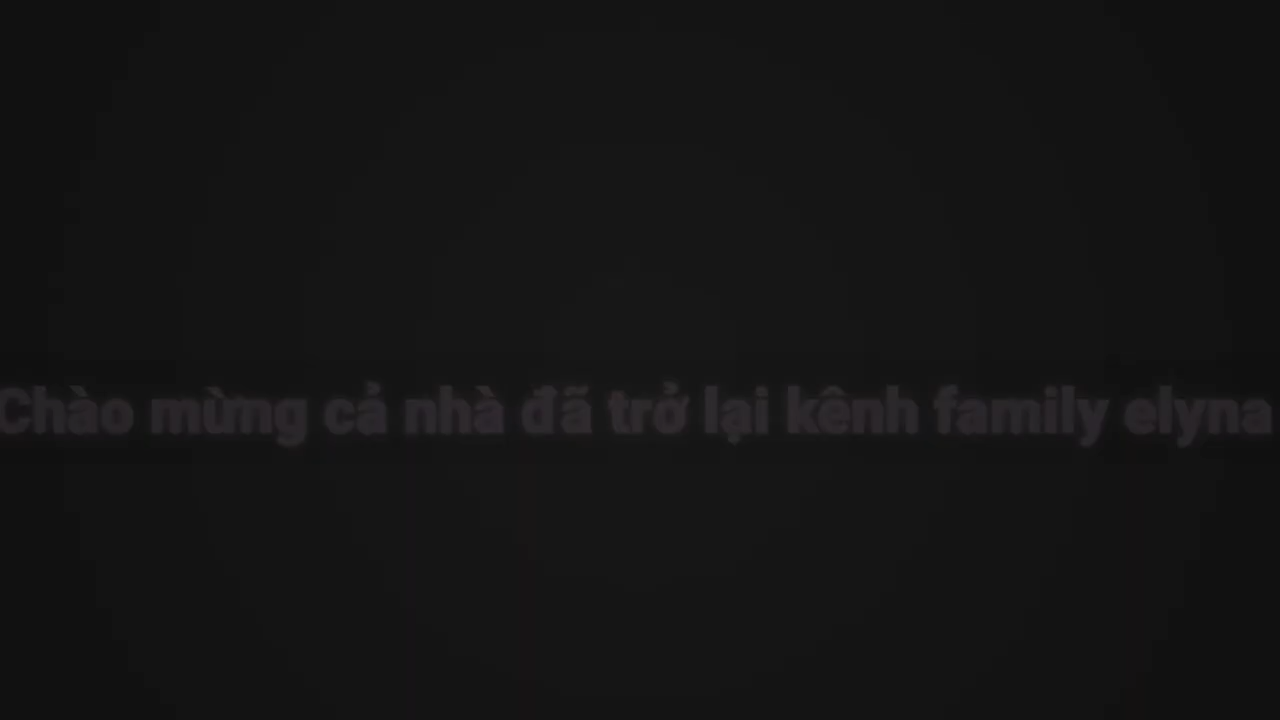 Chào mừng cả nhà đã trở lại kênh family elyna